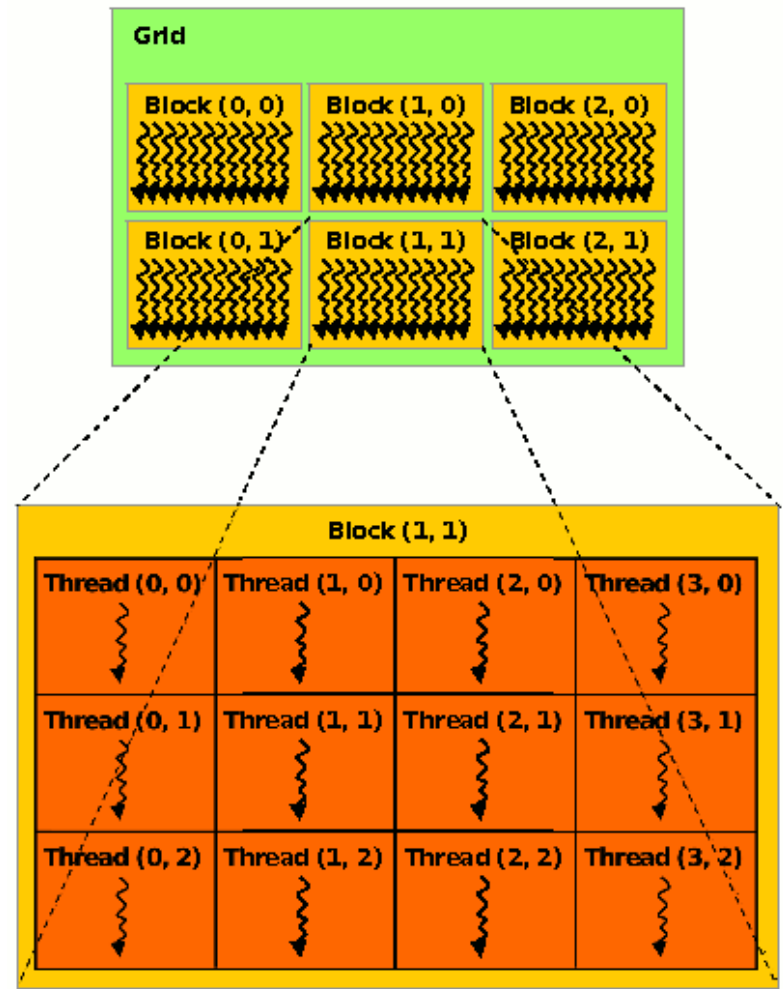 Grid
Block (0, 0) Block (1, 0) Block (2, 0)
Block (0, 1) Block (1, 1) Block (2, 1)
Block (1, 1)
Thread (0, 0) Thread (1, 0) Thread (2, 0) Thread (3, 0)
Thread (0, 1) Thread (1, 1) Thread (2, 1) Thread (3, 1)
Thread (0, 2) Thread (1, 2) Thread (2, 2) Thread (3, 2)